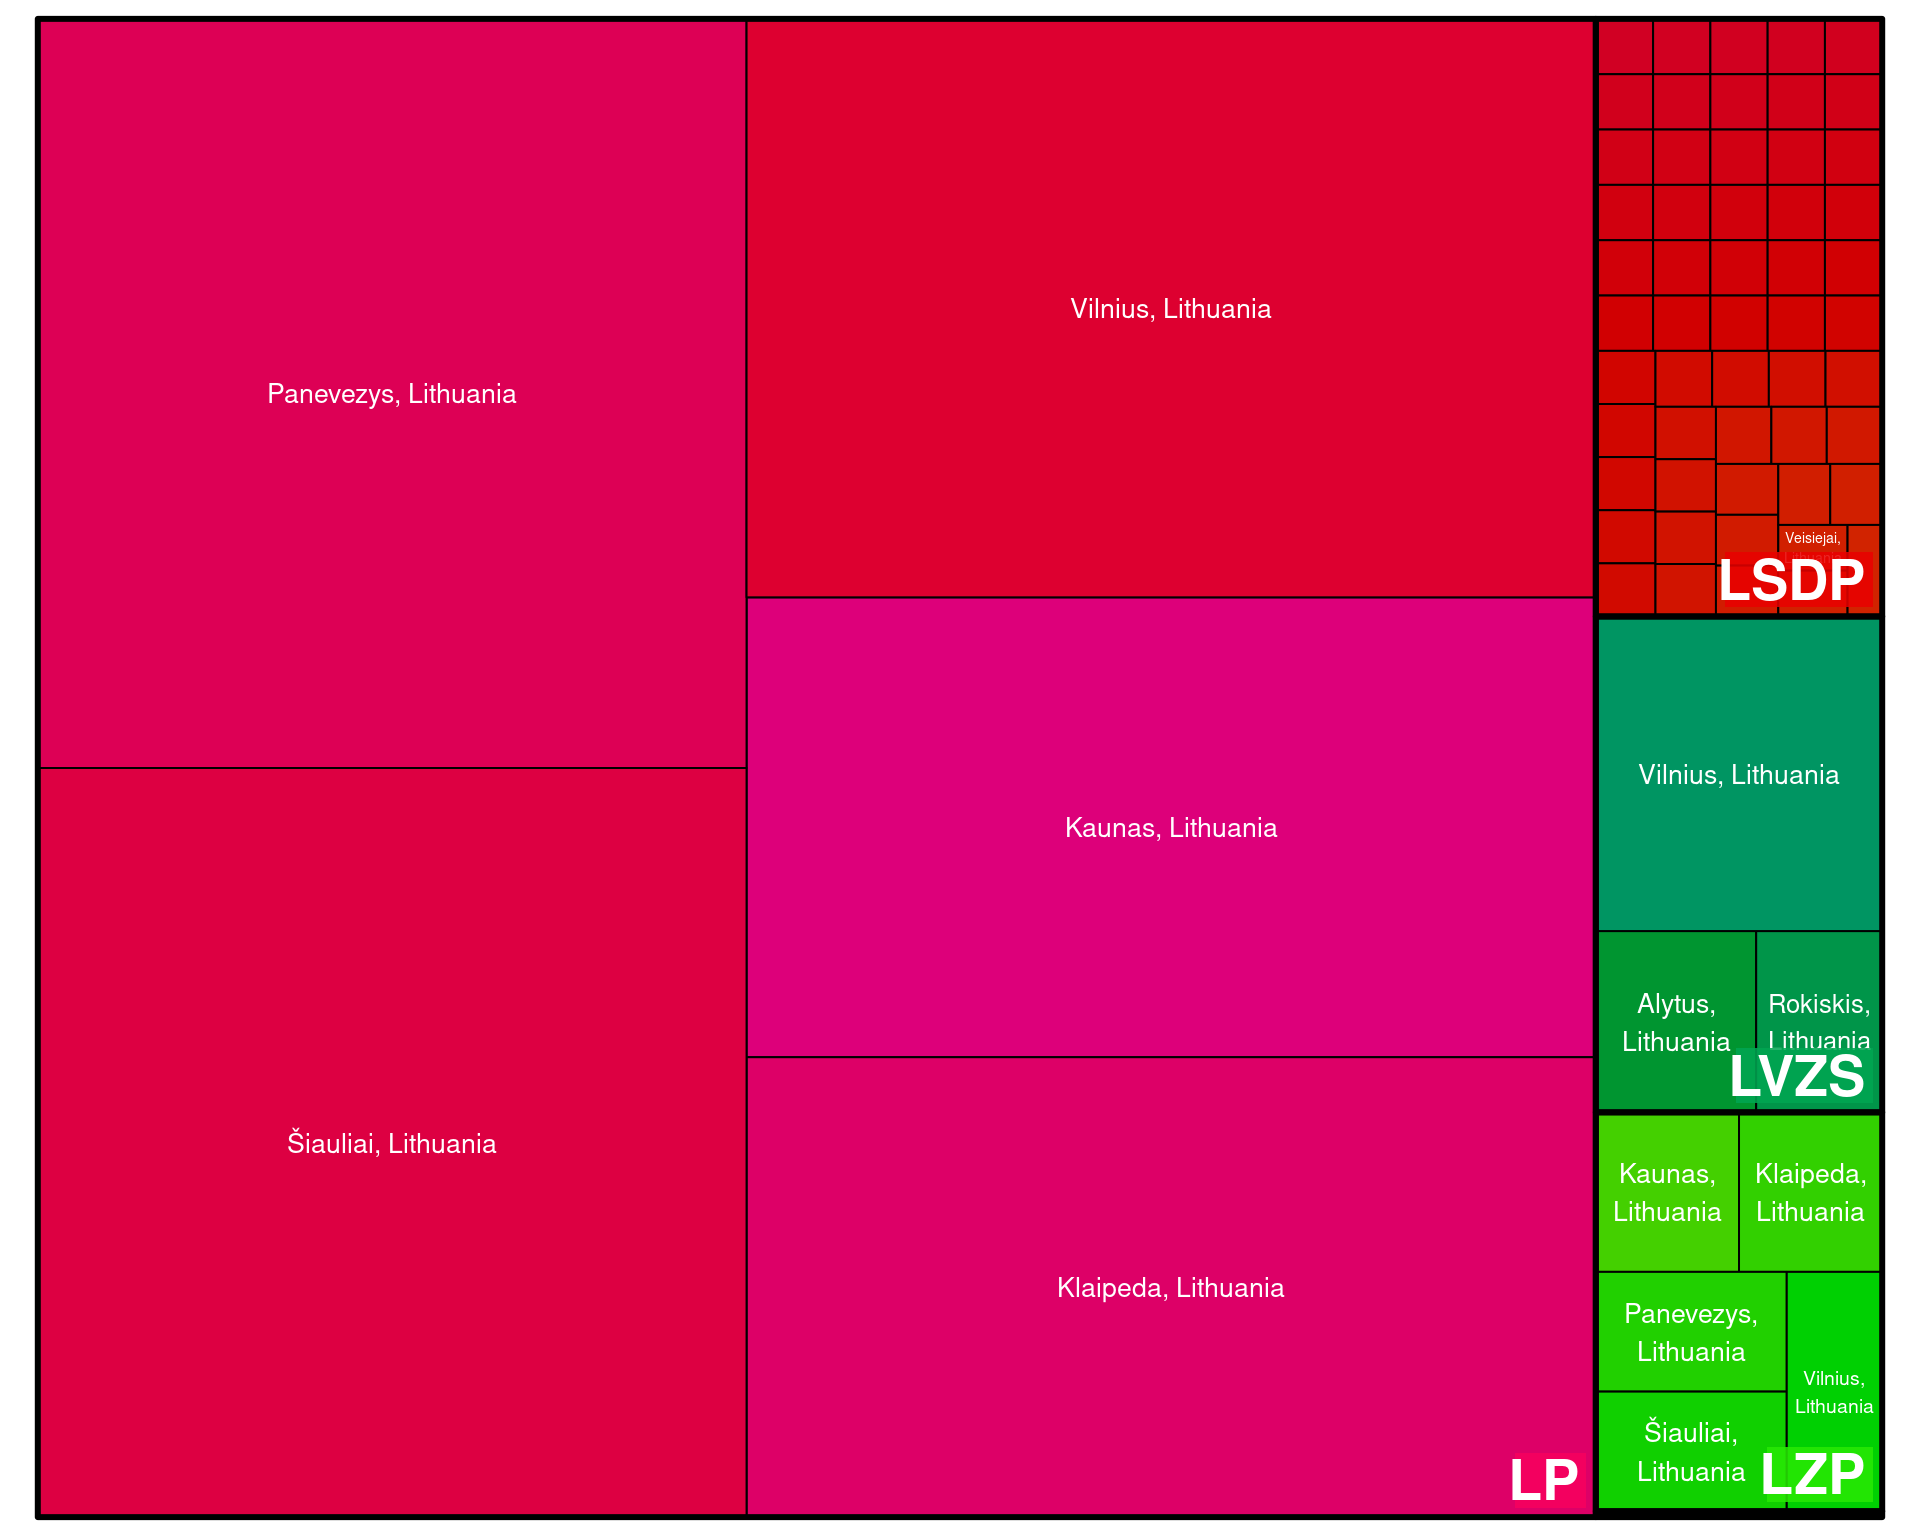 Panevezys, Lithuania
Šiauliai, Lithuania
Vilnius, Lithuania
Kaunas, Lithuania
Klaipeda, Lithuania
LP
Veisiejai,
Lithuania
LSDP
Vilnius, Lithuania
Alytus,
Lithuania
Rokiskis,
Lithuania
LVZS
Kaunas,
Lithuania
Klaipeda,
Lithuania
Panevezys,
Lithuania
Šiauliai,
Lithuania
Vilnius,
Lithuania
LZP